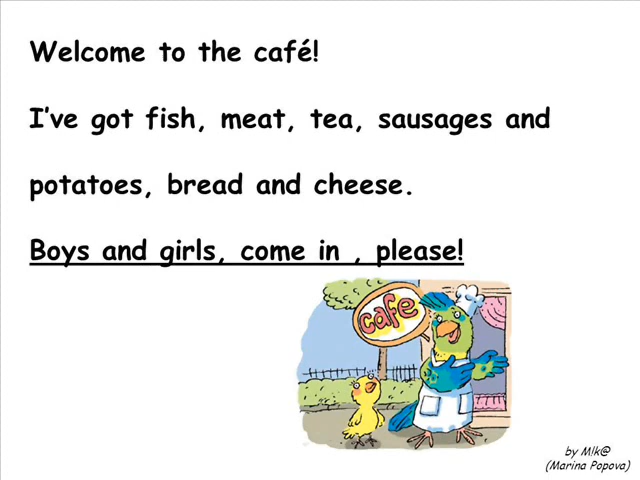 Welcome to the café!
I've got fish, meat, tea, sausages and
potatoes, bread and cheese.
Boys and girls, come in , please!
cafe
by M!k@
(Marina Popova)